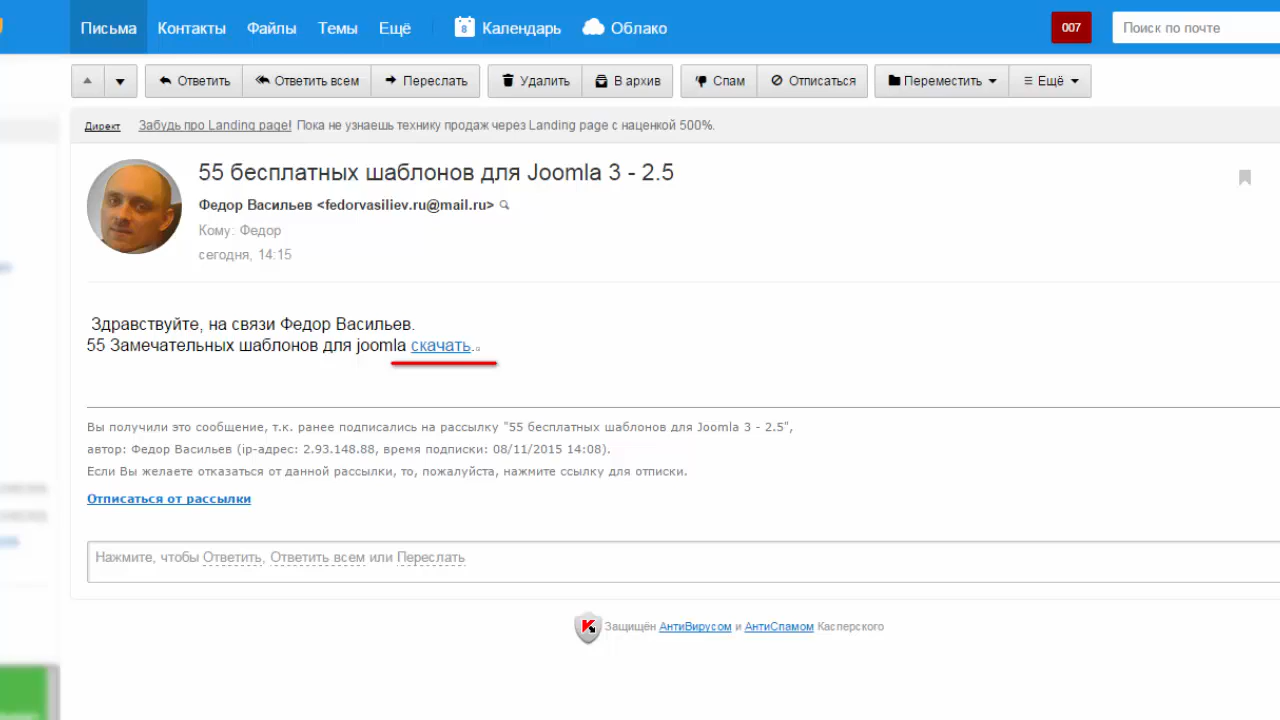 Письма Контакты Файлы Темы Ещё 8 Календарь Облако 007 Поиск по почте
Ответить Ответить всем Переслать Удалить В архив Спам Отписаться Переместить Ещё
Директ Забудь про Landing page! Пока не узнаешь технику продаж через Landing page с наценкой 500%.
55 бесплатных шаблонов для Joomla 3 - 2.5
Федор Васильев <fedorvasiliev.ru@mail.ru>
Кому: Федор
сегодня, 14:15
Здравствуйте, на связи Федор Васильев.
55 Замечательных шаблонов для joomla скачать.
Вы получили это сообщение, т.к. ранее подписались на рассылку "55 бесплатных шаблонов для Joomla 3 - 2.5",
автор: Федор Васильев (ip-адрес: 2.93.148.88, время подписки: 08/11/2015 14:08).
Если Вы желаете отказаться от данной рассылки, то, пожалуйста, нажмите ссылку для отписки.
Отписаться от рассылки
Нажмите, чтобы Ответить, Ответить всем или Переслать
Защищён АнтиВирусом и АнтиСпамом Касперского